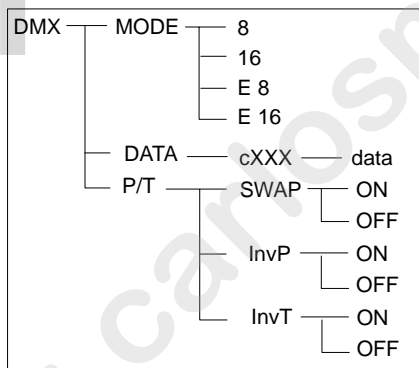 DMX MODE 8
16
E 8
E 16
DATA cXXX data
P/T SWAP ON
OFF
InvP ON
OFF
InvT ON
OFF